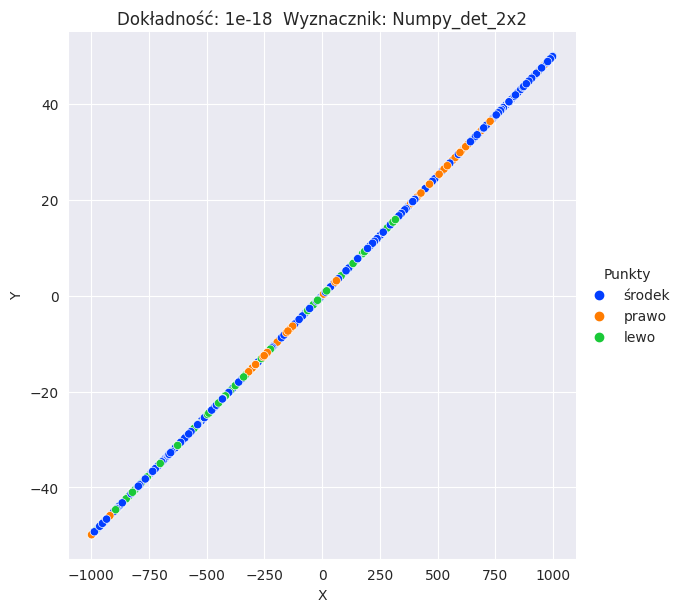 Dokładność: 1e-18  Wyznacznik: Numpy_det_2x2
40
20
0
−20
−40
Y
−1000
−750
−500
−250
0
250
500
750
1000
X
Punkty
środek
prawo
lewo